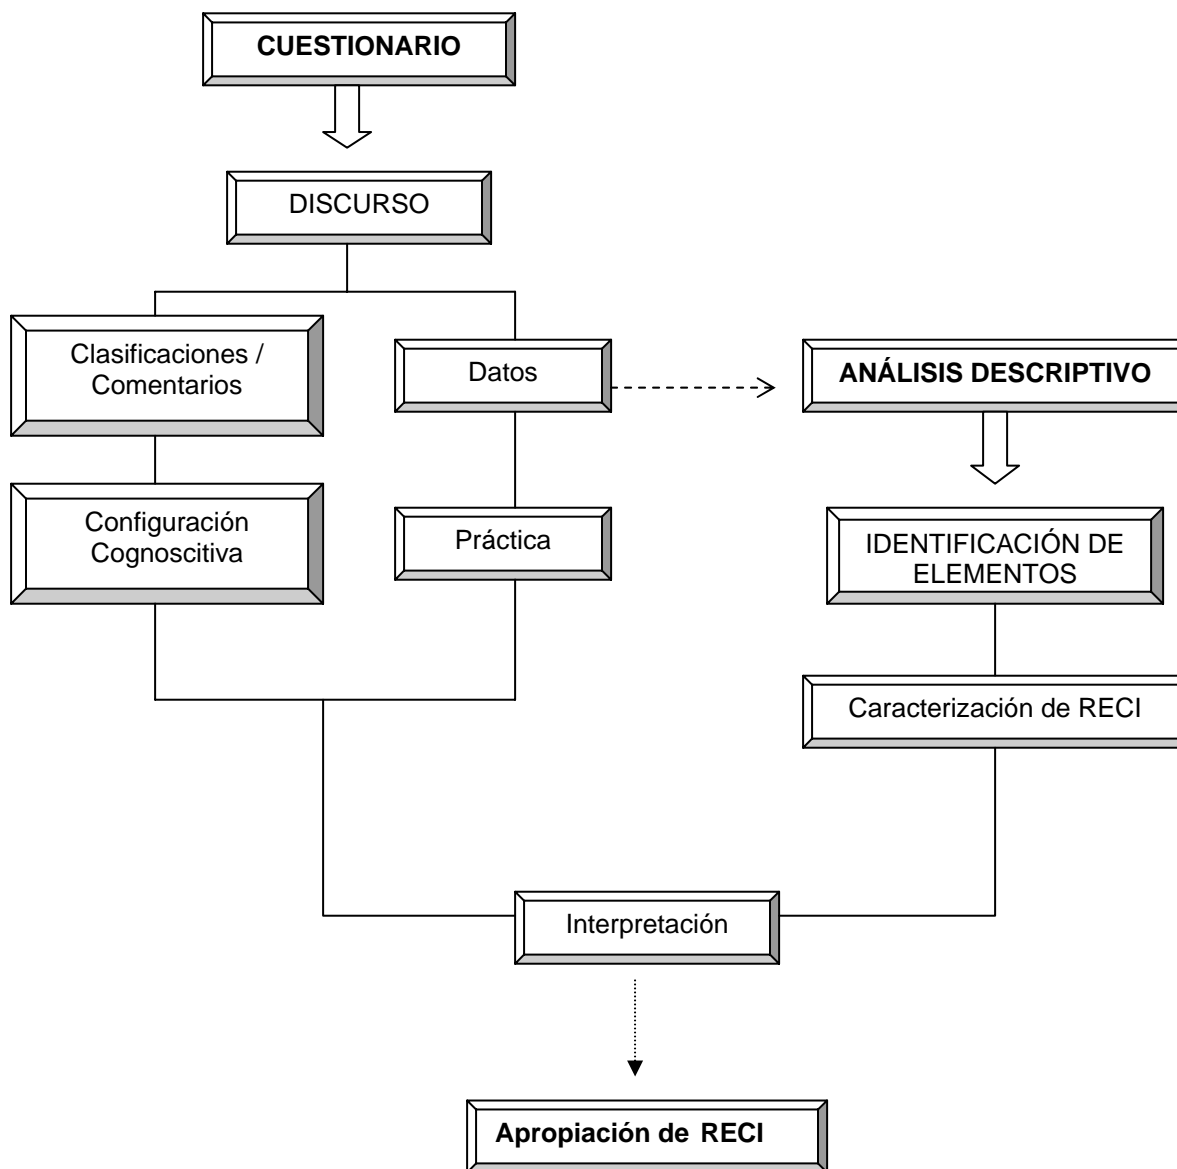 CUESTIONARIO
DISCURSO
Clasificaciones /
Comentarios
Datos
ANÁLISIS DESCRIPTIVO
Configuración
Cognoscitiva
Práctica
IDENTIFICACIÓN DE
ELEMENTOS
Caracterización de RECI
Interpretación
Apropiación de RECI